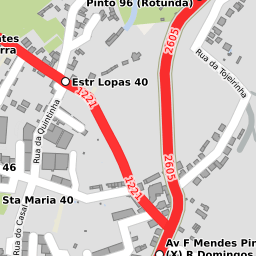 Pinto 96 (Rotunda)
ntes
rra
2605
Rua da Tojeirinha
Estr Lopas 40
1221
Rua da Quintinha
2605
46
1221
Sta Maria 40
Rua do Casal
Av F Mendes Pin
(X) R Domingos